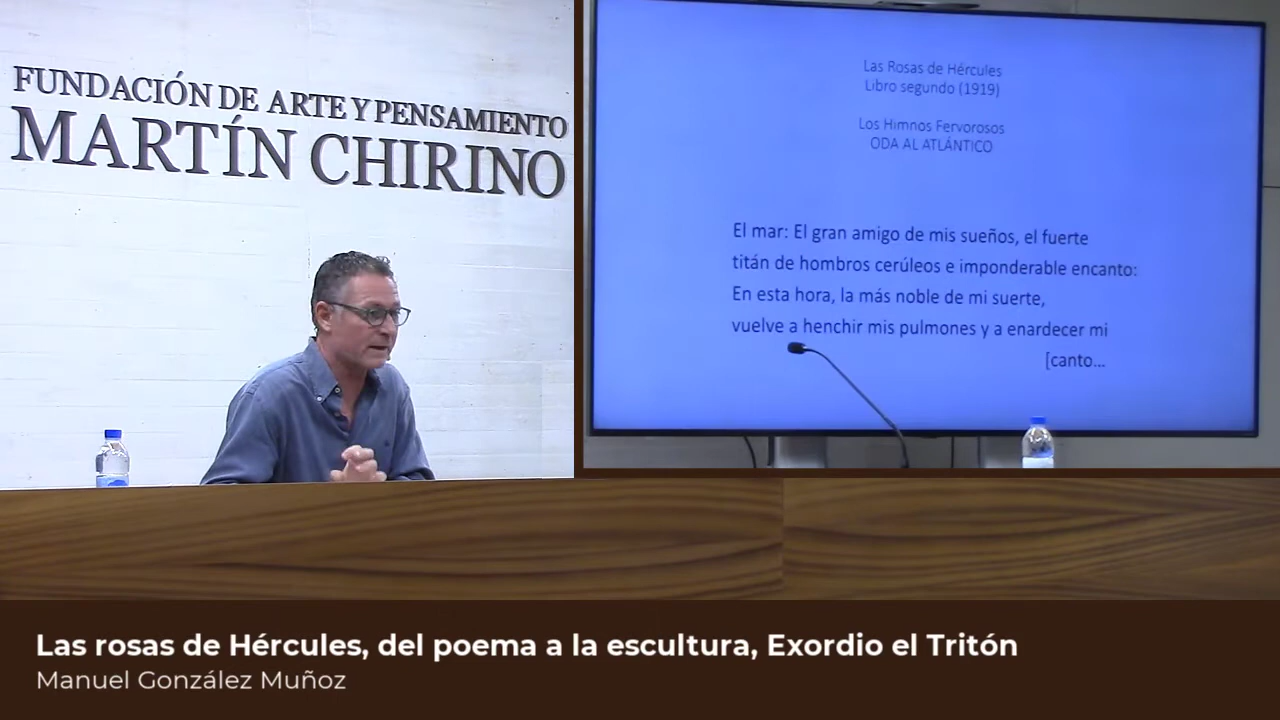 FUNDACIÓN DE ARTE Y PENSAMIENTO
MARTÍN CHIRINO
Las Rosas de Hércules
Libro segundo (1919)
Los Himnos Fervorosos
ODA AL ATLÁNTICO
El mar: El gran amigo de mis sueños, el fuerte
titán de hombros cerúleos e imponderable encanto:
En esta hora, la más noble de mi suerte,
vuelve a henchir mis pulmones y a enardecer mi
[canto...
Las rosas de Hércules, del poema a la escultura, Exordio el Tritón
Manuel González Muñoz